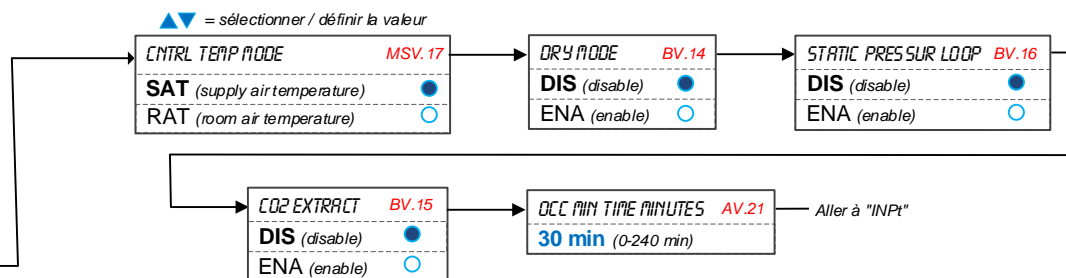 ▲▼ = sélectionner / définir la valeur
CNTRL TEMP MODE MSV.17
SAT (supply air temperature)
RAT (room air temperature)
DRY MODE BV.14
DIS (disable)
ENA (enable)
STATIC PRESSUR LOOP BV.16
DIS (disable)
ENA (enable)
CO2 EXTRACT BV.15
DIS (disable)
ENA (enable)
OCC MIN TIME MINUTES AV.21
30 min (0-240 min)
Aller à "INPt"